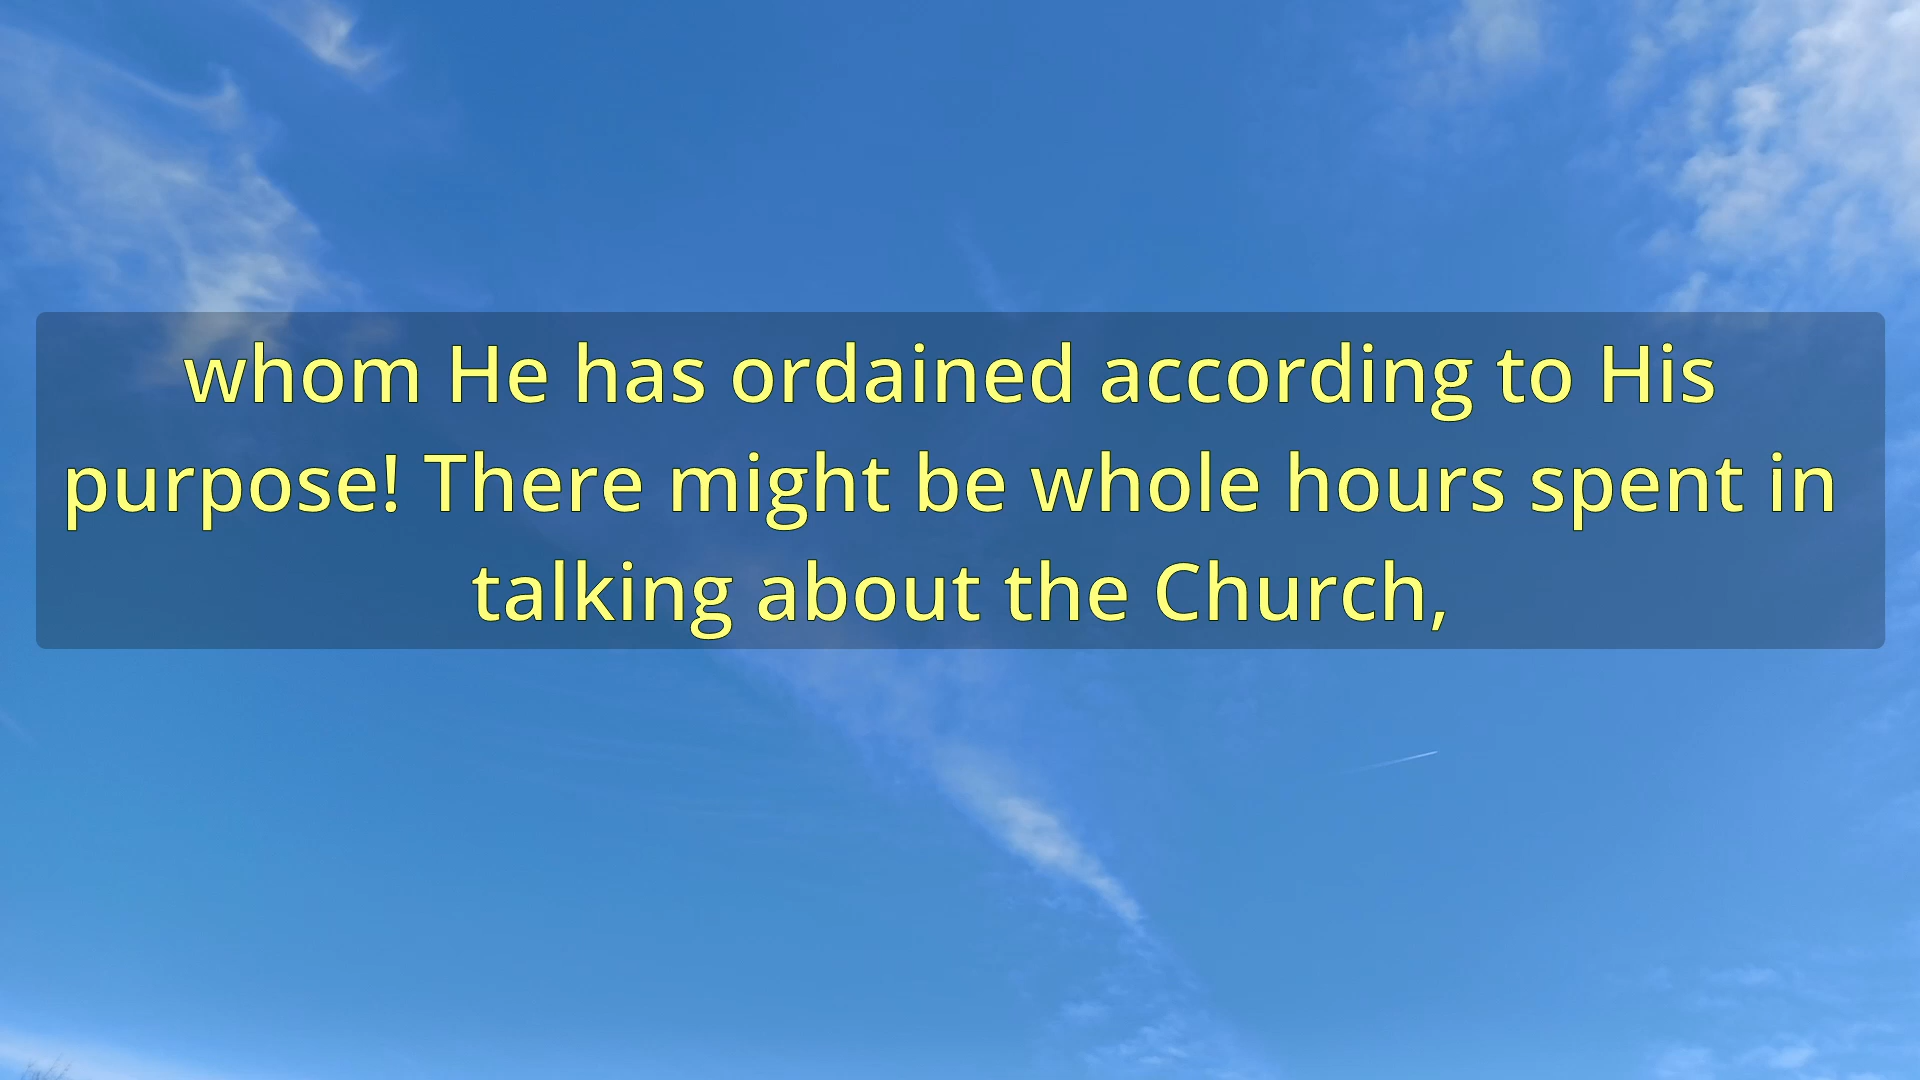 whom He has ordained according to His
purpose! There might be whole hours spent in
talking about the Church,